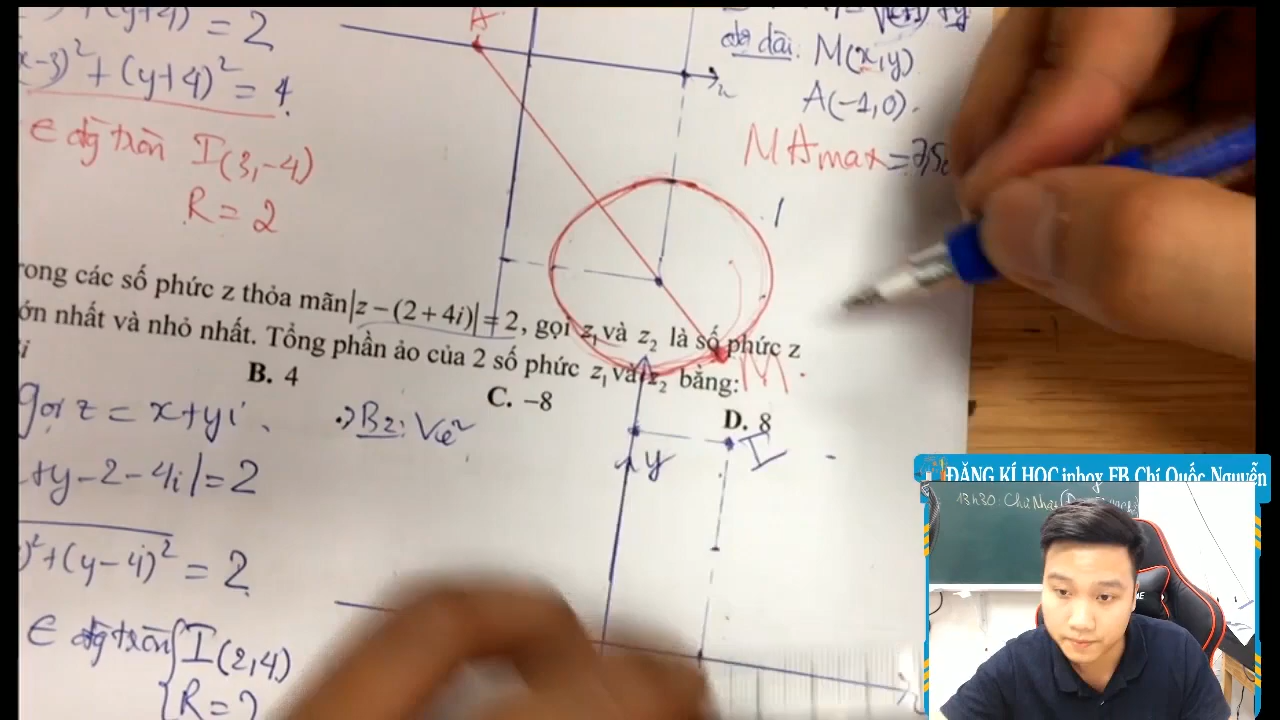 (y+4) = 2
x-3)² + (y+4)² = 4
∈ đg tròn I(3,-4)
R = 2
A
x
độ dài: M(x,y)
A(-1,0).
MAmax =
M.
rong các số phức z thỏa mãn |z − (2 + 4i)| = 2, gọi z₁ và z₂ là số phức z
ớn nhất và nhỏ nhất. Tổng phần ảo của 2 số phức z₁ và z₂ bằng:
i
B. 4
C. −8
D. 8
Gọi z = x+yi
B2: Vẽ
+y-2-4i| = 2
)² + (y-4)² = 2
∈ đg tròn I(2,4)
R = 2
y
I
x
ĐĂNG KÍ HỌC inbox FB Chí Quốc Nguyễn
13h30: Chủ Nhật